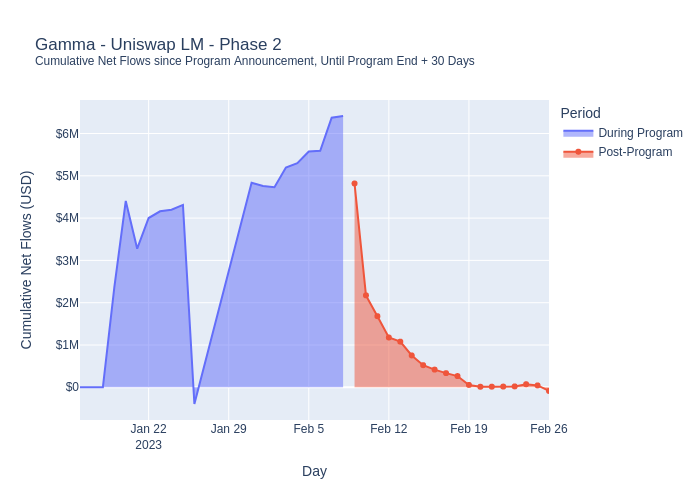 Gamma - Uniswap LM - Phase 2
Cumulative Net Flows since Program Announcement, Until Program End + 30 Days
Period
During Program
Post-Program
Cumulative Net Flows (USD)
$6M
$5M
$4M
$3M
$2M
$1M
$0
Jan 22
2023
Jan 29
Feb 5
Feb 12
Feb 19
Feb 26
Day